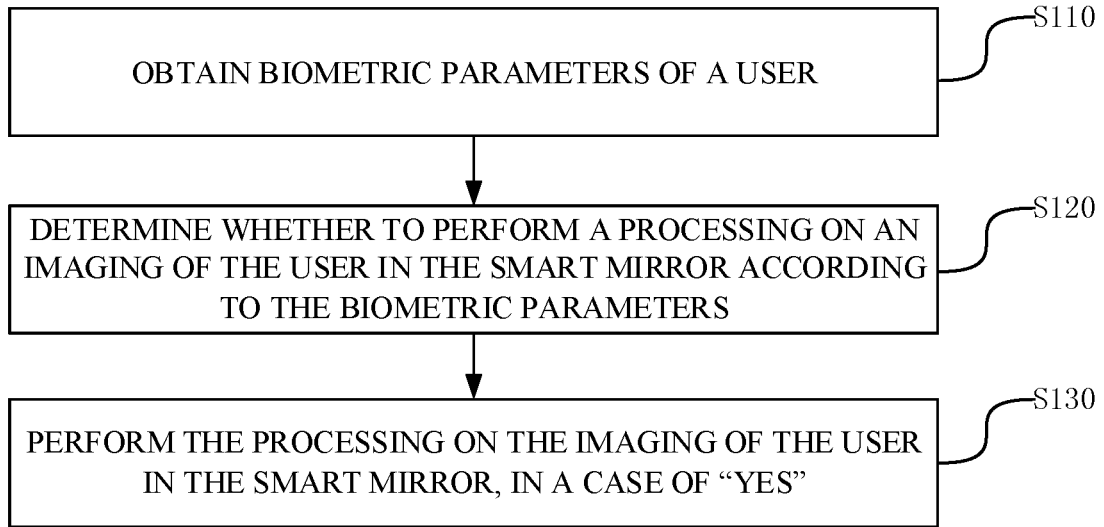 S110
OBTAIN BIOMETRIC PARAMETERS OF A USER
S120
DETERMINE WHETHER TO PERFORM A PROCESSING ON AN
IMAGING OF THE USER IN THE SMART MIRROR ACCORDING
TO THE BIOMETRIC PARAMETERS
S130
PERFORM THE PROCESSING ON THE IMAGING OF THE USER
IN THE SMART MIRROR, IN A CASE OF “YES”